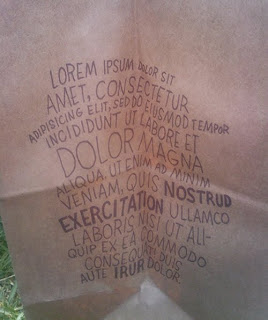 LOREM IPSUM DOLOR SIT
AMET, CONSECTETUR
ADIPISICING ELIT, SED DO EIUSMOD TEMPOR
INCIDIDUNT UT LABORE ET
DOLOR MAGNA
ALIQUA. UT ENIM AD MINIM
VENIAM, QUIS NOSTRUD
EXERCITATION ULLAMCO
LABORIS NISI UT ALI-
QUIP EX EA COMMODO
CONSEQUAT. DUIS
AUTE IRUR DOLOR.